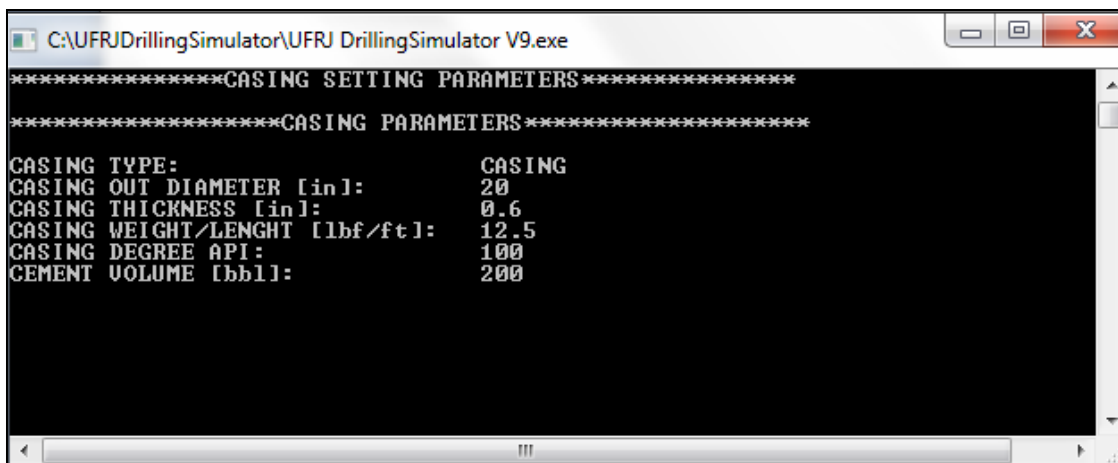 C:\UFRJDrillingSimulator\UFRJ DrillingSimulator V9.exe
***************CASING SETTING PARAMETERS***************
*******************CASING PARAMETERS********************
CASING TYPE: CASING
CASING OUT DIAMETER [in]: 20
CASING THICKNESS [in]: 0.6
CASING WEIGHT/LENGHT [lbf/ft]: 12.5
CASING DEGREE API: 100
CEMENT VOLUME [bbl]: 200